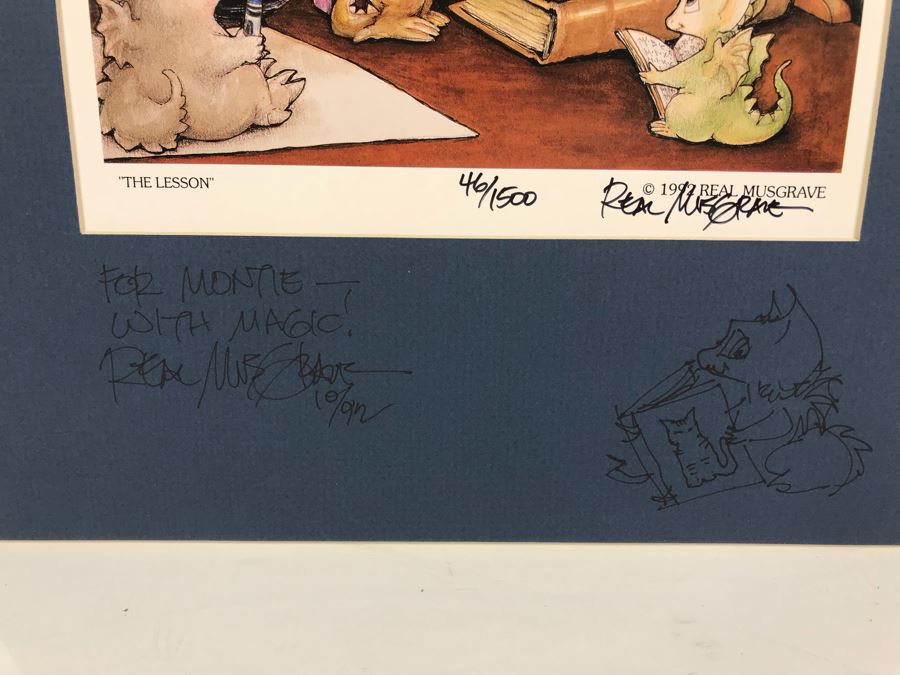 "THE LESSON"
46/1500
© 1992 REAL MUSGRAVE
REAL MUSGRAVE
FOR MONTIE —
WITH MAGIC!
REAL MUSGRAVE
10/92